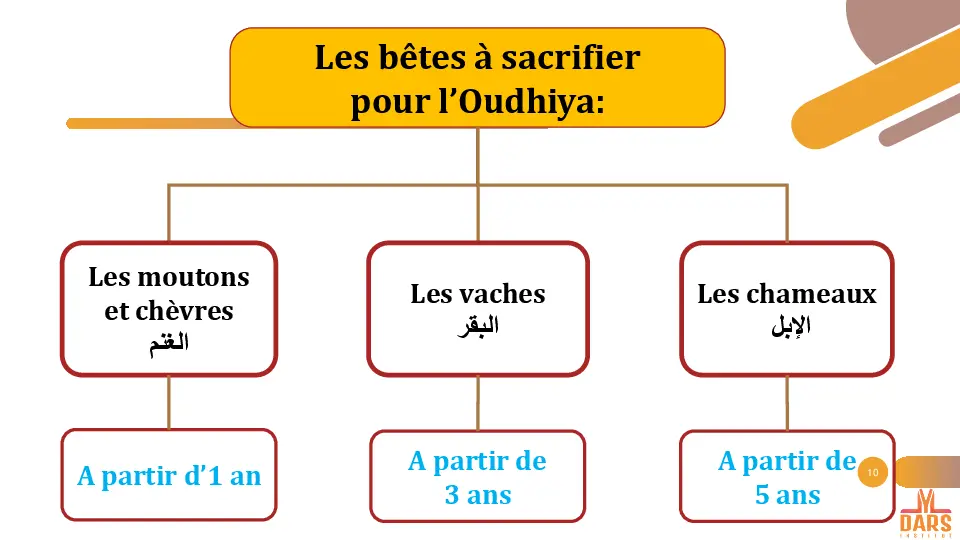 Les bêtes à sacrifier
pour l’Oudhiya:
Les moutons
et chèvres
الغنم
Les vaches
البقر
Les chameaux
الإبل
A partir d’1 an
A partir de
3 ans
A partir de
5 ans
10
DARS
INSTITUT